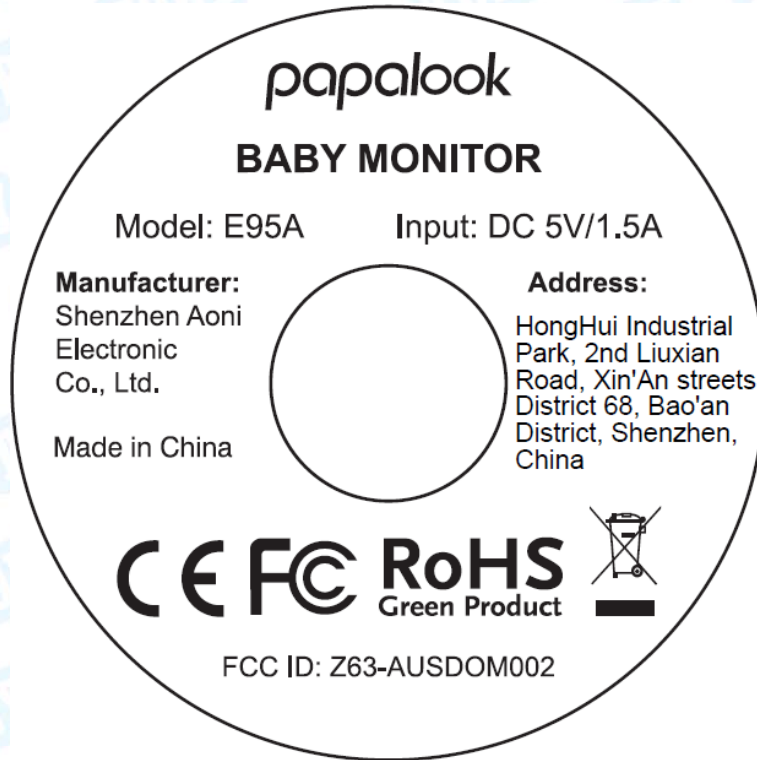 papalook
BABY MONITOR
Model: E95A
Input: DC 5V/1.5A
Manufacturer:
Shenzhen Aoni
Electronic
Co., Ltd.
Made in China
Address:
HongHui Industrial
Park, 2nd Liuxian
Road, Xin'An streets
District 68, Bao'an
District, Shenzhen,
China
CE FC RoHS
Green Product
FCC ID: Z63-AUSDOM002